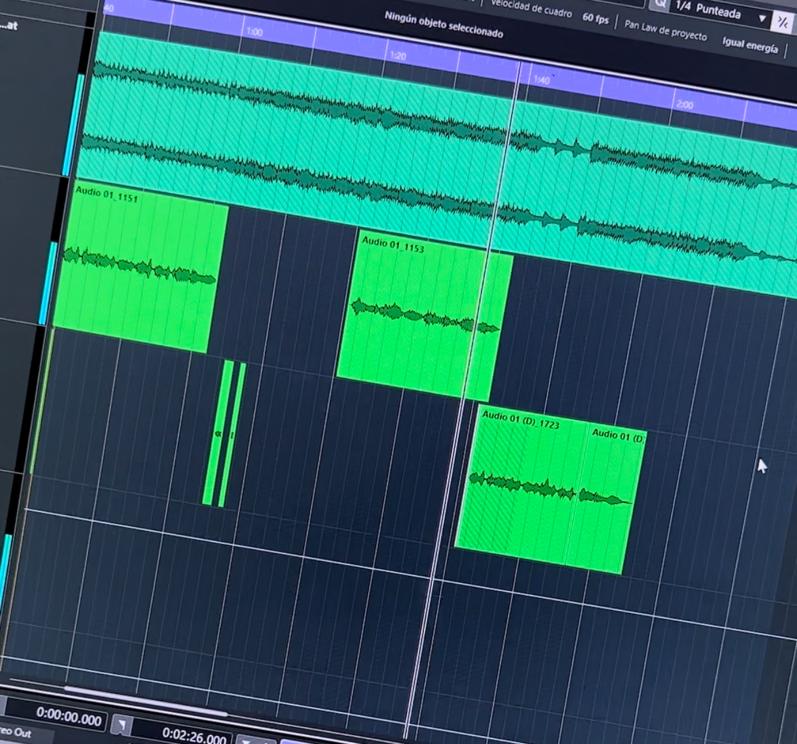 Velocidad de cuadro 60 fps
1/4 Punteada
Pan Law de proyecto Igual energía
Ningún objeto seleccionado
...at
40 1:00 1:20 1:40 2:00
Audio 01_1151
Audio 01_1153
Audio 01 (D)_1723 Audio 01 (D)
0:00:00.000
0:02:26.000
reo Out